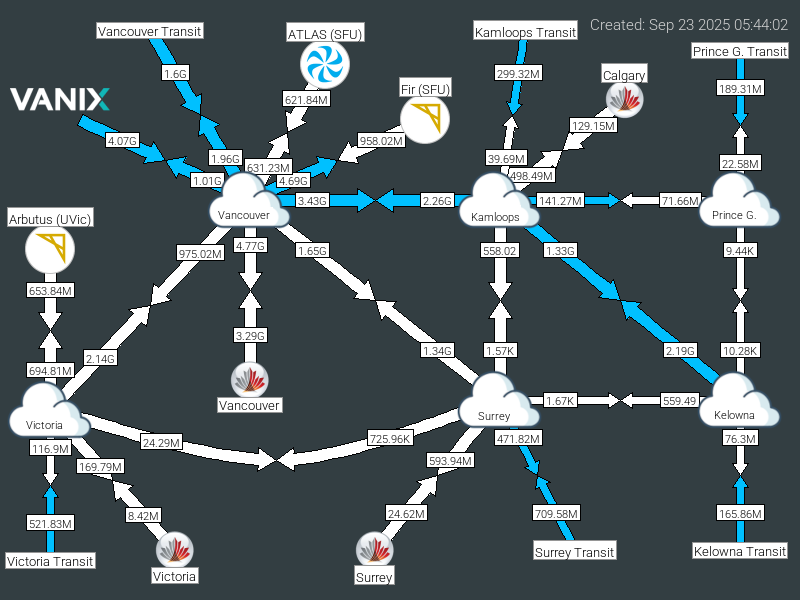 Created: Sep 23 2025 05:44:02
Vancouver Transit
ATLAS (SFU)
Kamloops Transit
Prince G. Transit
1.6G
299.32M
Calgary
Fir (SFU)
189.31M
VANIX
621.84M
129.15M
4.07G
958.02M
1.96G
39.69M
22.58M
631.23M
498.49M
1.01G
4.69G
3.43G
2.26G
141.27M
71.66M
Arbutus (UVic)
Vancouver
Kamloops
Prince G.
975.02M
4.77G
1.65G
558.02
1.33G
9.44K
653.84M
3.29G
2.14G
1.34G
1.57K
2.19G
10.28K
694.81M
Vancouver
1.67K
559.49
Victoria
Surrey
Kelowna
116.9M
24.29M
725.96K
471.82M
76.3M
169.79M
593.94M
521.83M
8.42M
24.62M
709.58M
165.86M
Victoria Transit
Victoria
Surrey
Surrey Transit
Kelowna Transit